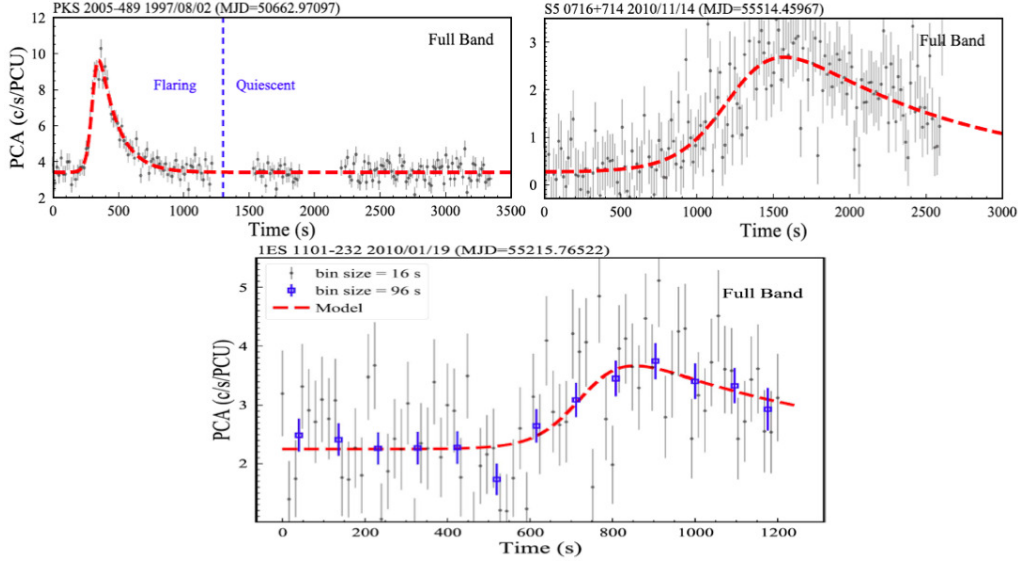 PKS 2005-489 1997/08/02 (MJD=50662.97097)
12
10
8
6
4
2
PCA (c/s/PCU)
Full Band
Flaring
Quiescent
0 500 1000 1500 2000 2500 3000 3500
Time (s)
S5 0716+714 2010/11/14 (MJD=55514.45967)
3
2
1
0
Full Band
0 500 1000 1500 2000 2500 3000
Time (s)
1ES 1101-232 2010/01/19 (MJD=55215.76522)
bin size = 16 s
bin size = 96 s
Model
Full Band
5
4
3
2
PCA (c/s/PCU)
0 200 400 600 800 1000 1200
Time (s)